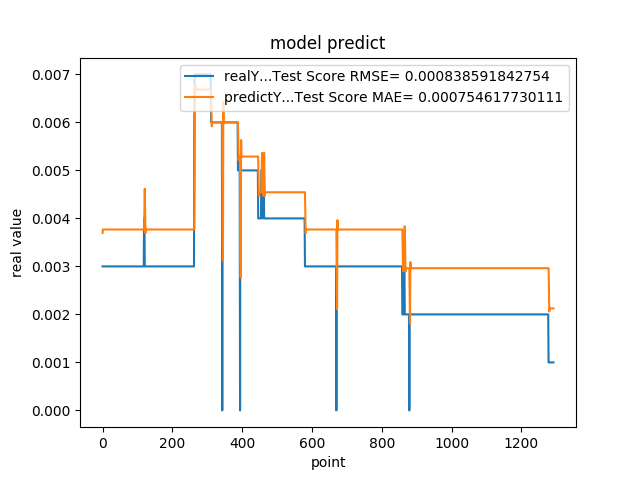 model predict
realY...Test Score RMSE= 0.000838591842754
predictY...Test Score MAE= 0.000754617730111
0.007
0.006
0.005
0.004
0.003
0.002
0.001
0.000
real value
0 200 400 600 800 1000 1200
point